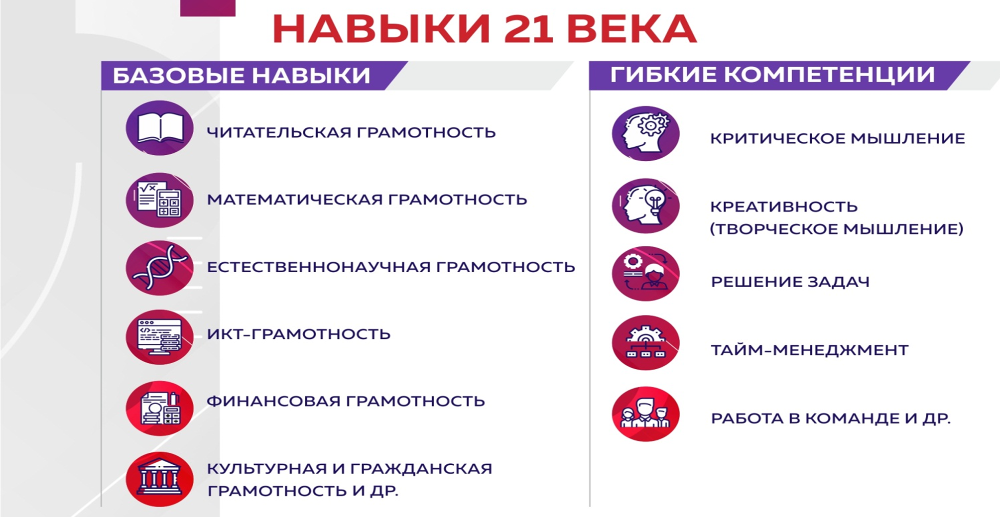 НАВЫКИ 21 ВЕКА
БАЗОВЫЕ НАВЫКИ
ЧИТАТЕЛЬСКАЯ ГРАМОТНОСТЬ
МАТЕМАТИЧЕСКАЯ ГРАМОТНОСТЬ
ЕСТЕСТВЕННОНАУЧНАЯ ГРАМОТНОСТЬ
ИКТ-ГРАМОТНОСТЬ
ФИНАНСОВАЯ ГРАМОТНОСТЬ
КУЛЬТУРНАЯ И ГРАЖДАНСКАЯ
ГРАМОТНОСТЬ И ДР.
ГИБКИЕ КОМПЕТЕНЦИИ
КРИТИЧЕСКОЕ МЫШЛЕНИЕ
КРЕАТИВНОСТЬ
(ТВОРЧЕСКОЕ МЫШЛЕНИЕ)
РЕШЕНИЕ ЗАДАЧ
ТАЙМ-МЕНЕДЖМЕНТ
РАБОТА В КОМАНДЕ И ДР.